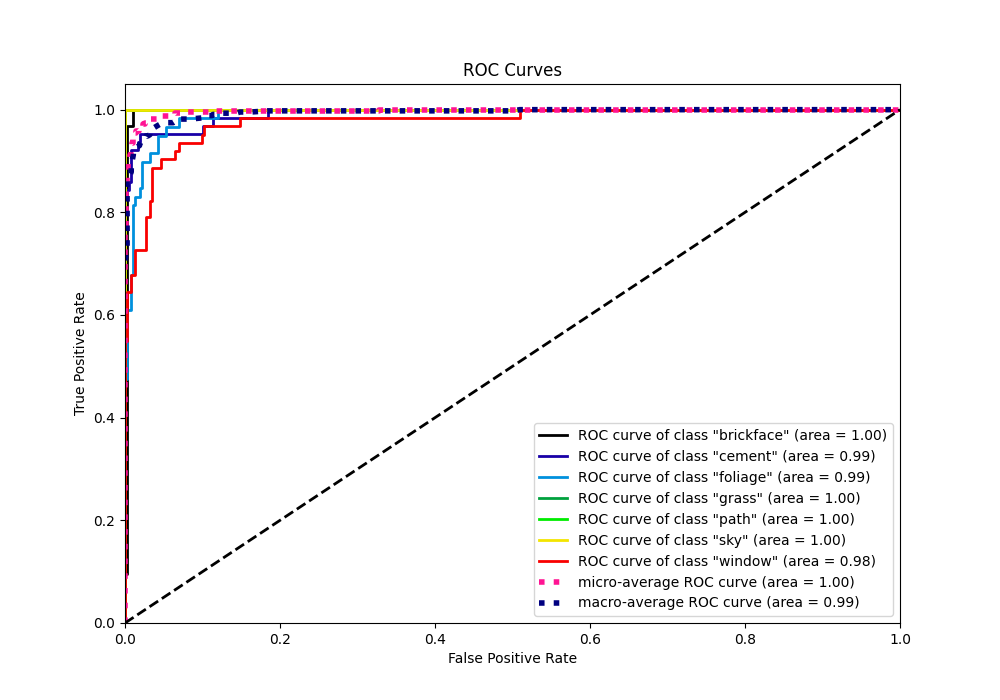 ROC Curves
True Positive Rate
1.0
0.8
0.6
0.4
0.2
0.0
ROC curve of class "brickface" (area = 1.00)
ROC curve of class "cement" (area = 0.99)
ROC curve of class "foliage" (area = 0.99)
ROC curve of class "grass" (area = 1.00)
ROC curve of class "path" (area = 1.00)
ROC curve of class "sky" (area = 1.00)
ROC curve of class "window" (area = 0.98)
micro-average ROC curve (area = 1.00)
macro-average ROC curve (area = 0.99)
0.0 0.2 0.4 0.6 0.8 1.0
False Positive Rate